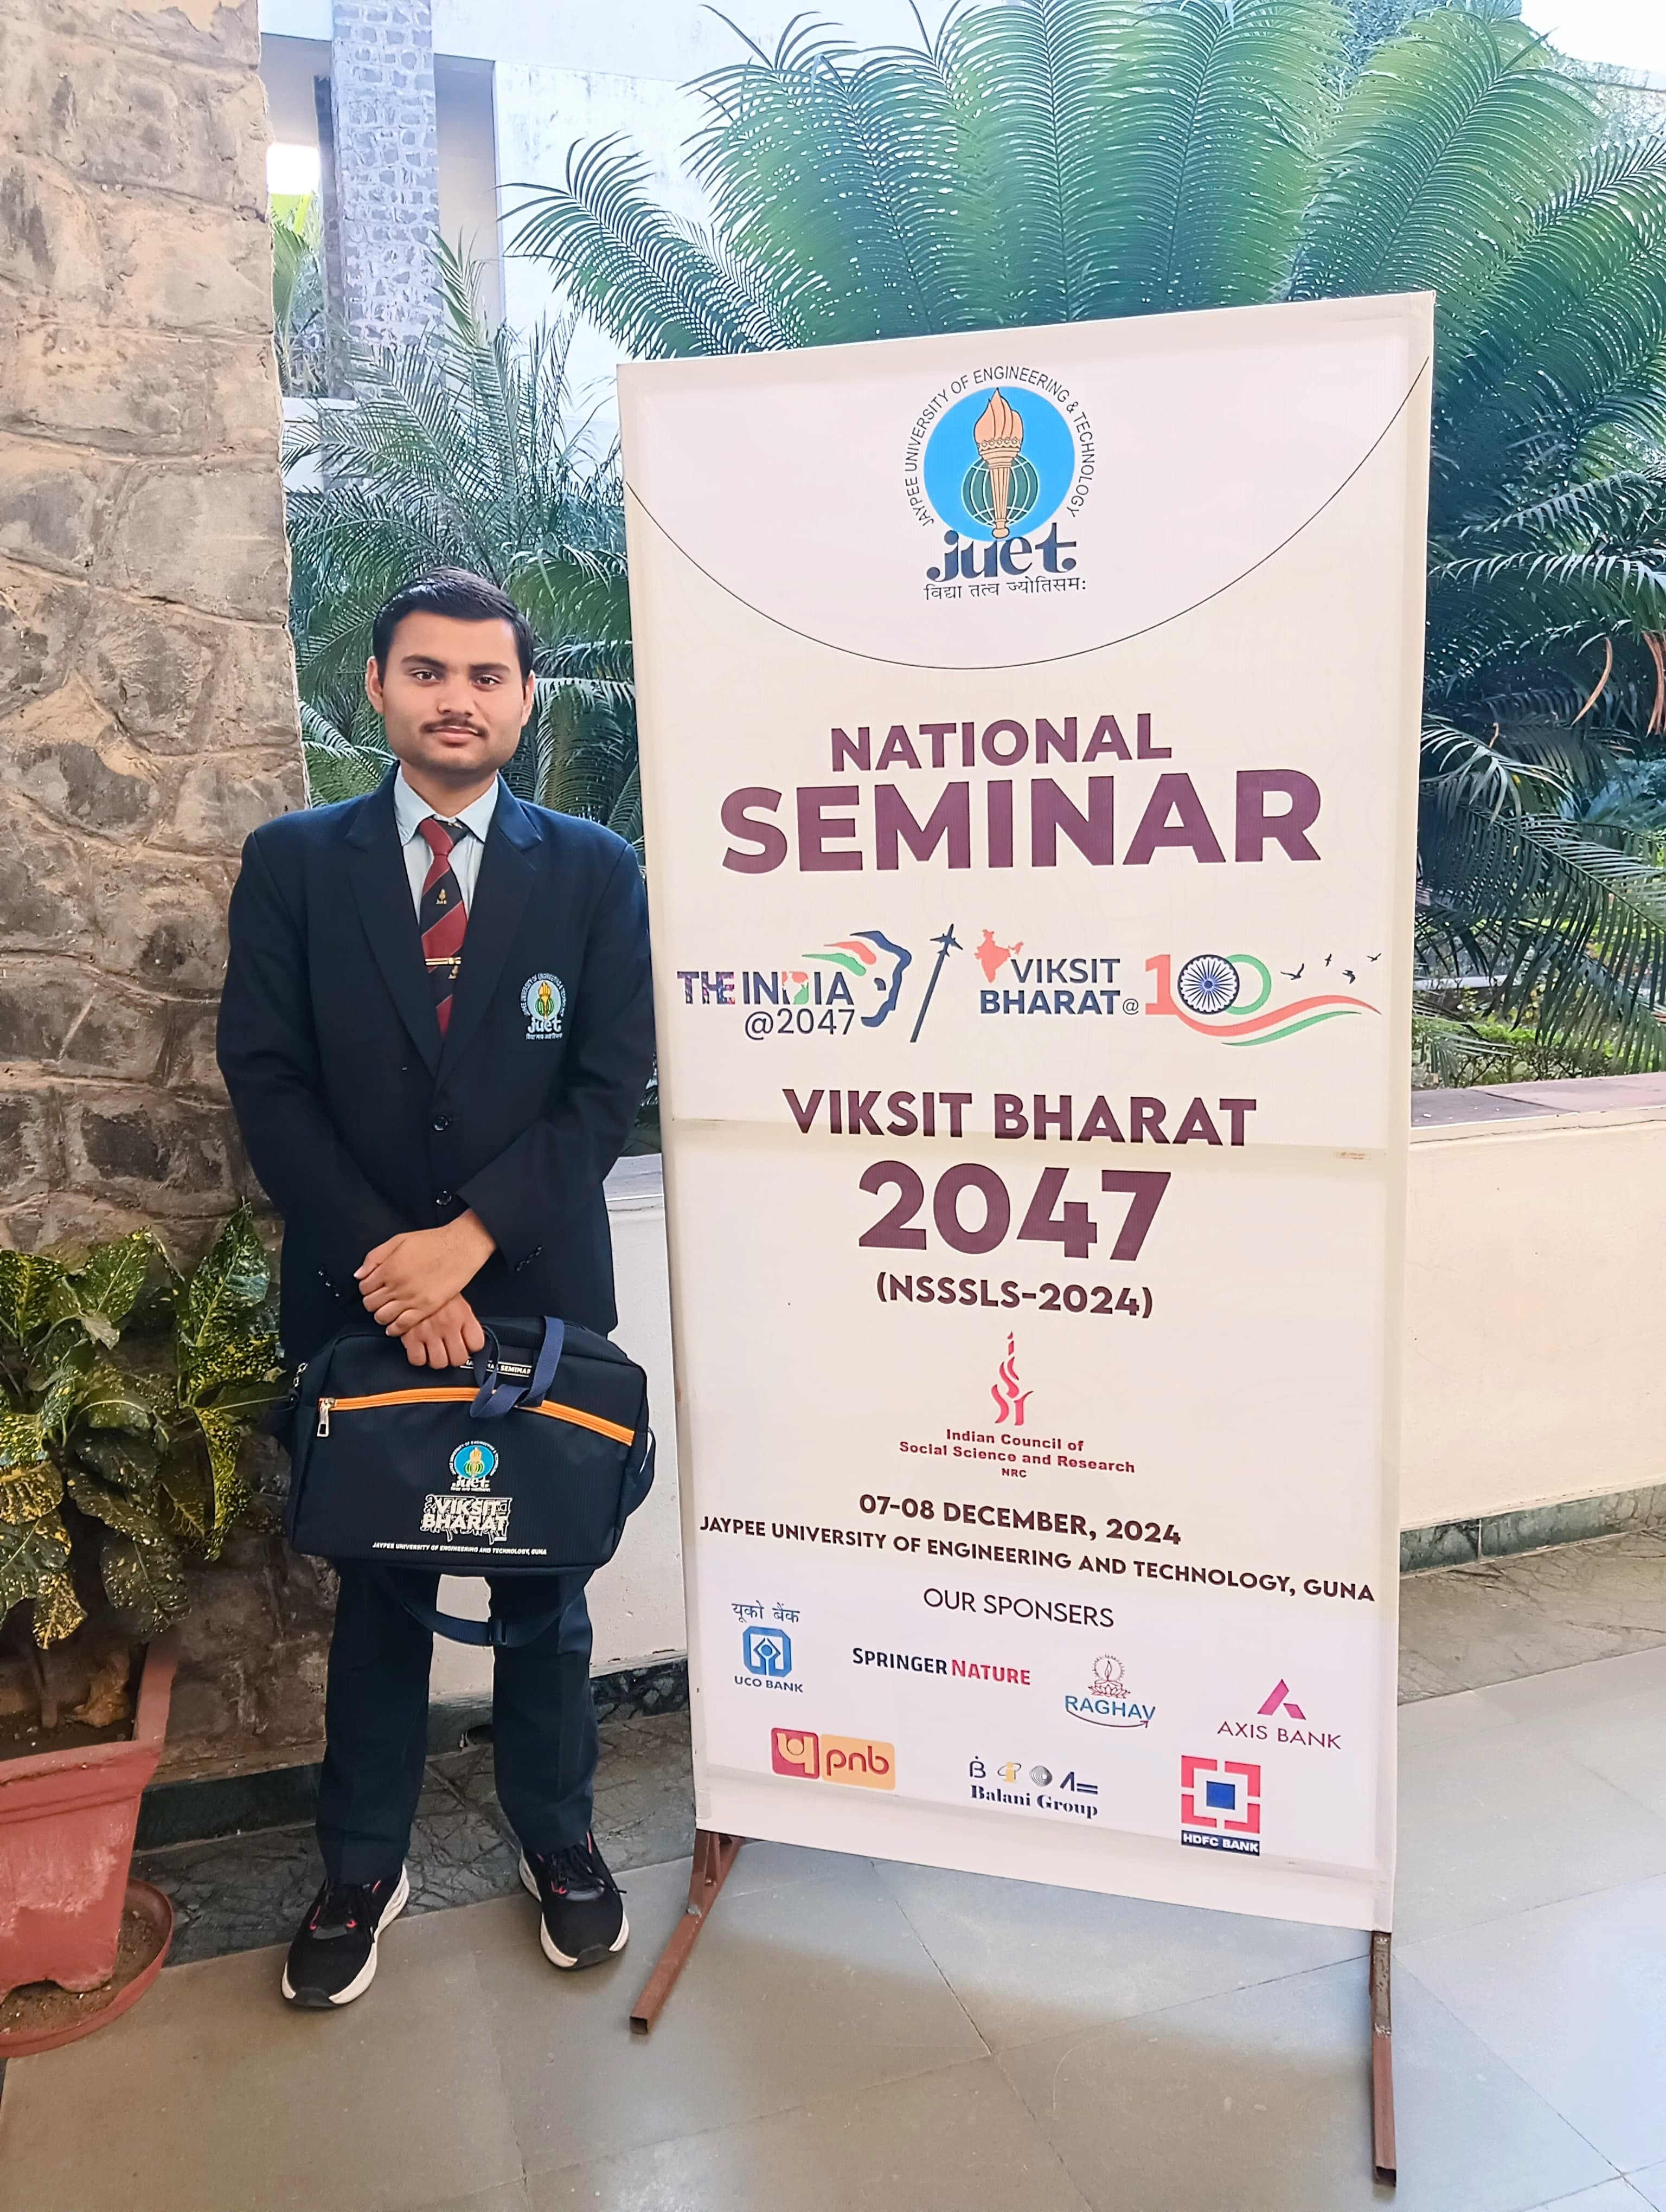 JAYPEE UNIVERSITY OF ENGINEERING & TECHNOLOGY
juet
विद्या तत्व ज्योतिसम:
NATIONAL
SEMINAR
THE INDIA
@2047
VIKSIT
BHARAT@100
VIKSIT BHARAT
2047
(NSSSLS-2024)
Indian Council of
Social Science and Research
NRC
07-08 DECEMBER, 2024
JAYPEE UNIVERSITY OF ENGINEERING AND TECHNOLOGY, GUNA
OUR SPONSERS
यूको बैंक
UCO BANK
SPRINGER NATURE
RAGHAV
AXIS BANK
pnb
Balani Group
HDFC BANK
juet
SEMINAR
juet
VIKSIT
BHARAT
JAYPEE UNIVERSITY OF ENGINEERING AND TECHNOLOGY, GUNA